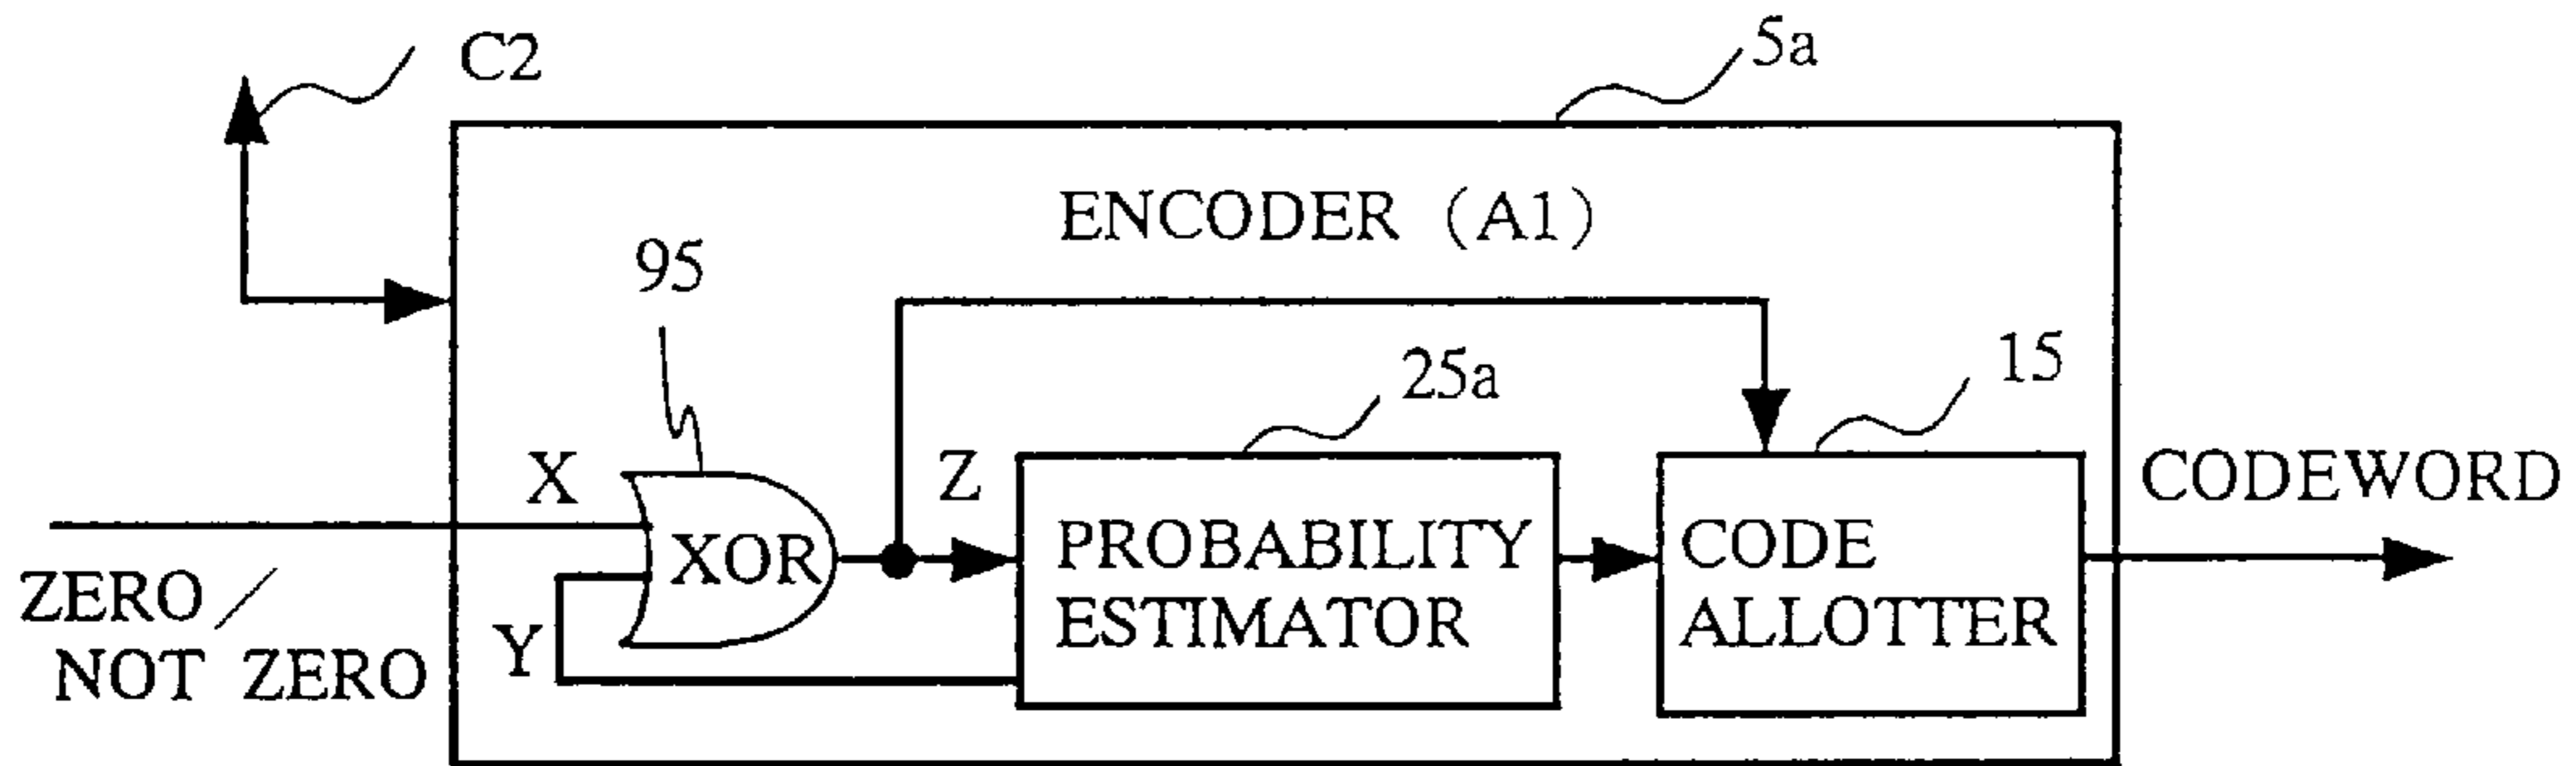 C2
5a
ENCODER (A1)
95
25a
15
X
Z
CODEWORD
XOR
PROBABILITY
ESTIMATOR
CODE
ALLOTTER
ZERO/
NOT ZERO
Y